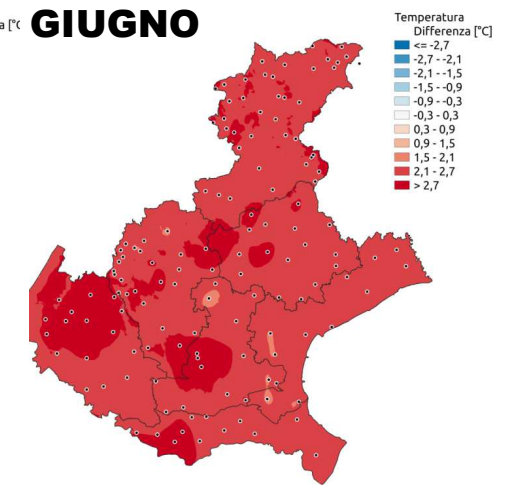 a [°C
GIUGNO
Temperatura
Differenza [°C]
<= -2,7
-2,7 - -2,1
-2,1 - -1,5
-1,5 - -0,9
-0,9 - -0,3
-0,3 - 0,3
0,3 - 0,9
0,9 - 1,5
1,5 - 2,1
2,1 - 2,7
> 2,7